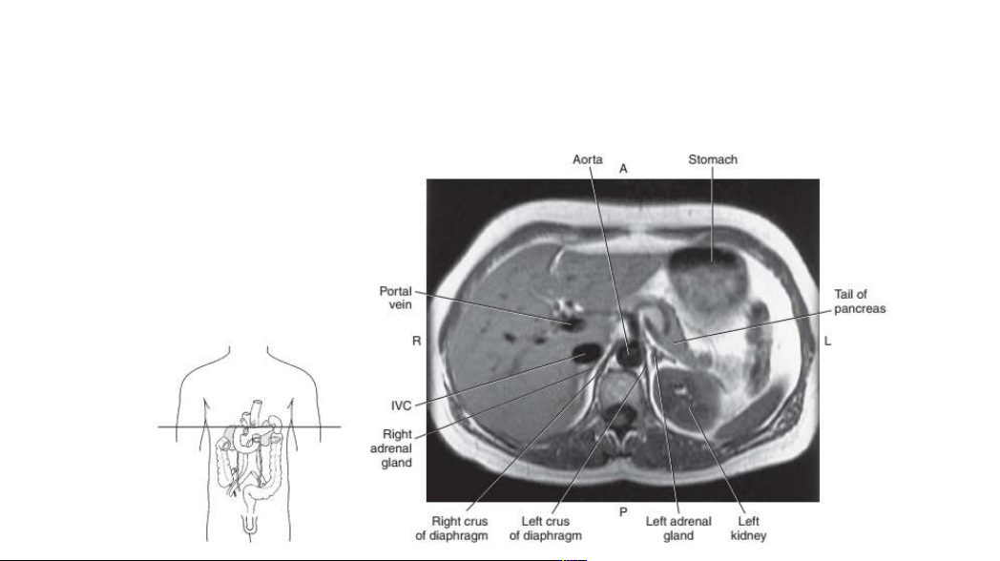 Aorta
A
Stomach
Portal
vein
Tail of
pancreas
R
L
IVC
Right
adrenal
gland
P
Right crus
of diaphragm
Left crus
of diaphragm
Left adrenal
gland
Left
kidney